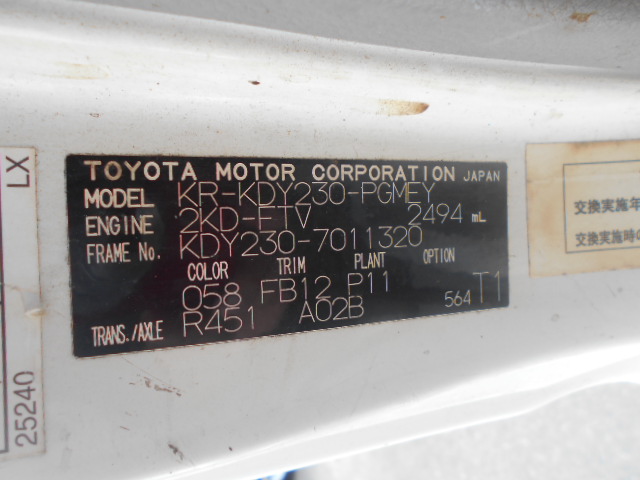 TOYOTA MOTOR CORPORATION JAPAN
MODEL KR-KDY230-PGMEY
ENGINE 2KD-FTV 2494 mL
FRAME No. KDY230-7011320
COLOR TRIM PLANT OPTION
058 FB12 P11 564 T1
TRANS./AXLE R451 A02B
LX
25240
交換実施年
交換実施時の